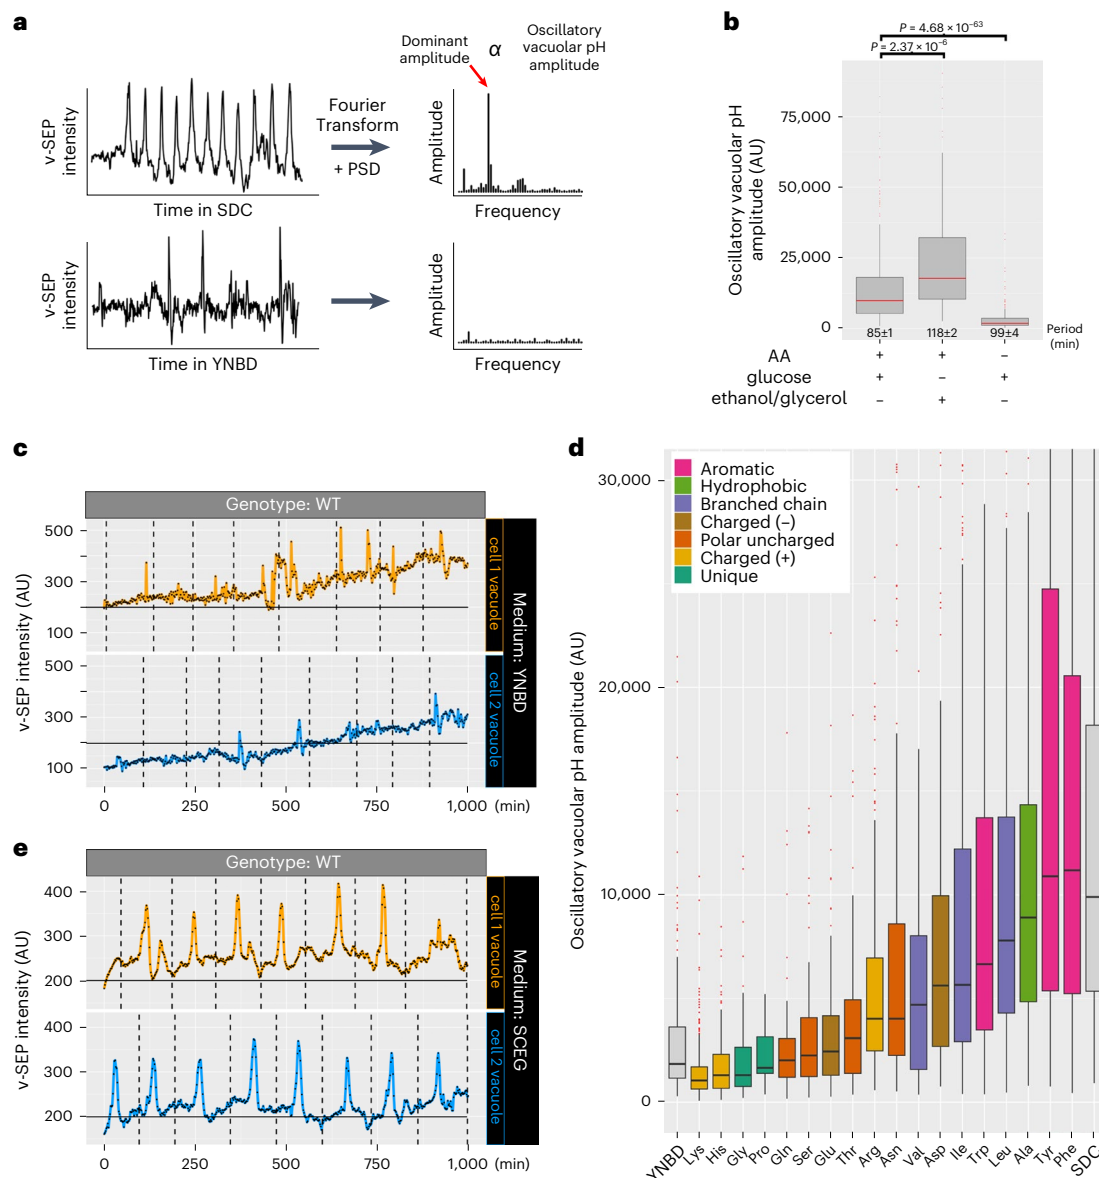 a
v-SEP
intensity
Time in SDC
Fourier
Transform
+ PSD
Dominant
amplitude
α
Oscillatory
vacuolar pH
amplitude
Amplitude
Frequency
v-SEP
intensity
Time in YNBD
Amplitude
Frequency
b
P = 4.68 × 10⁻⁶³
P = 2.37 × 10⁻⁶
Oscillatory vacuolar pH
amplitude (AU)
75,000
50,000
25,000
0
85±1 118±2 99±4 Period
(min)
AA + + –
glucose + – +
ethanol/glycerol – + –
c
Genotype: WT
v-SEP intensity (AU)
500
300
100
cell 1 vacuole
500
300
100
cell 2 vacuole
Medium: YNBD
0 250 500 750 1,000 (min)
d
Oscillatory vacuolar pH amplitude (AU)
30,000
20,000
10,000
0
Aromatic
Hydrophobic
Branched chain
Charged (–)
Polar uncharged
Charged (+)
Unique
YNBD Lys His Gly Pro Gln Ser Glu Thr Arg Asn Val Asp Ile Trp Leu Ala Tyr Phe SDC
e
Genotype: WT
v-SEP intensity (AU)
400
300
200
cell 1 vacuole
400
300
200
cell 2 vacuole
Medium: SCEG
0 250 500 750 1,000 (min)